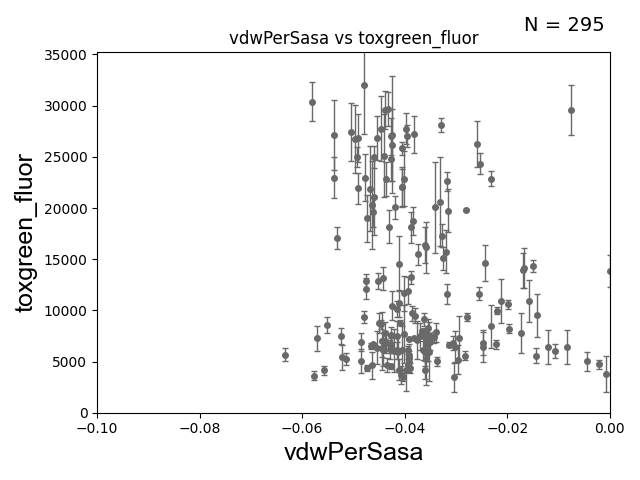 N = 295
vdwPerSasa vs toxgreen_fluor
35000
30000
25000
20000
15000
10000
5000
0
toxgreen_fluor
−0.10 −0.08 −0.06 −0.04 −0.02 0.00
vdwPerSasa